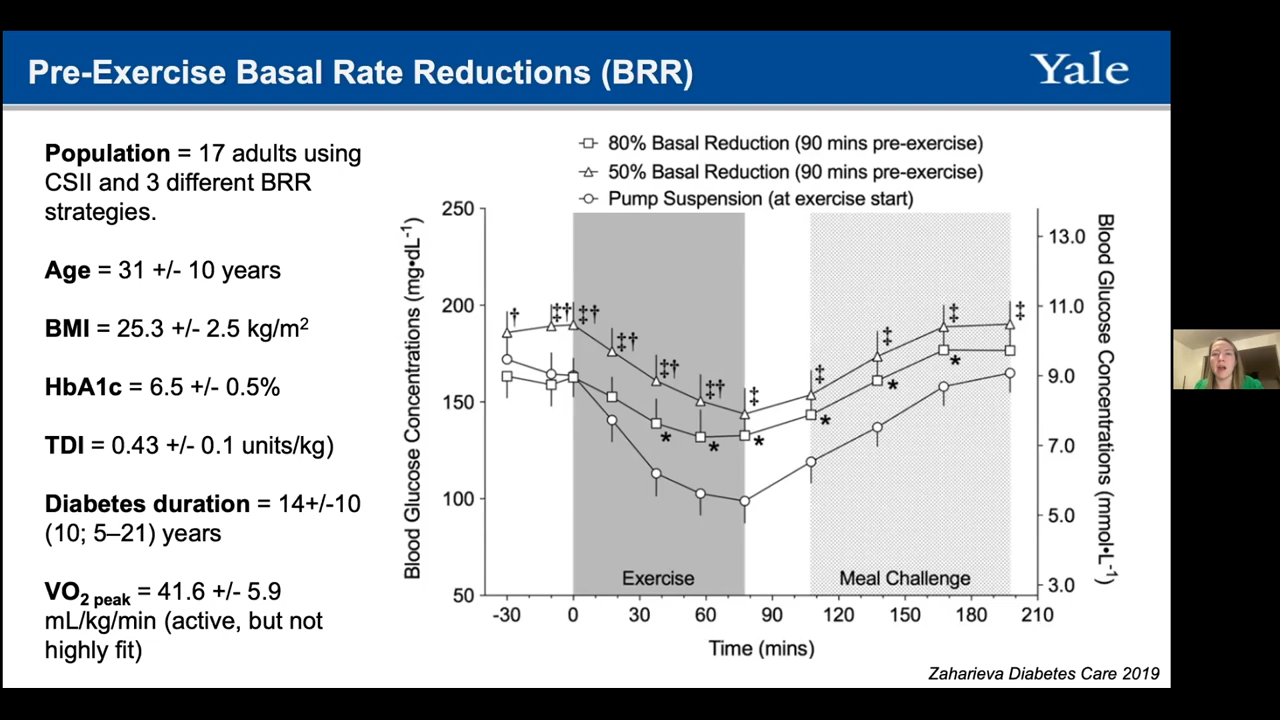 Pre-Exercise Basal Rate Reductions (BRR)
Yale
Population = 17 adults using
CSII and 3 different BRR
strategies.
Age = 31 +/- 10 years
BMI = 25.3 +/- 2.5 kg/m²
HbA1c = 6.5 +/- 0.5%
TDI = 0.43 +/- 0.1 units/kg)
Diabetes duration = 14+/-10
(10; 5–21) years
VO₂ peak = 41.6 +/- 5.9
mL/kg/min (active, but not
highly fit)
80% Basal Reduction (90 mins pre-exercise)
50% Basal Reduction (90 mins pre-exercise)
Pump Suspension (at exercise start)
Blood Glucose Concentrations (mg•dL⁻¹)
250
200
150
100
50
† ‡† ‡† ‡† ‡† ‡† ‡ ‡ ‡ ‡ ‡
* * * * * *
Exercise
Meal Challenge
13.0
11.0
9.0
7.0
5.0
3.0
Blood Glucose Concentrations (mmol•L⁻¹)
-30 0 30 60 90 120 150 180 210
Time (mins)
Zaharieva Diabetes Care 2019